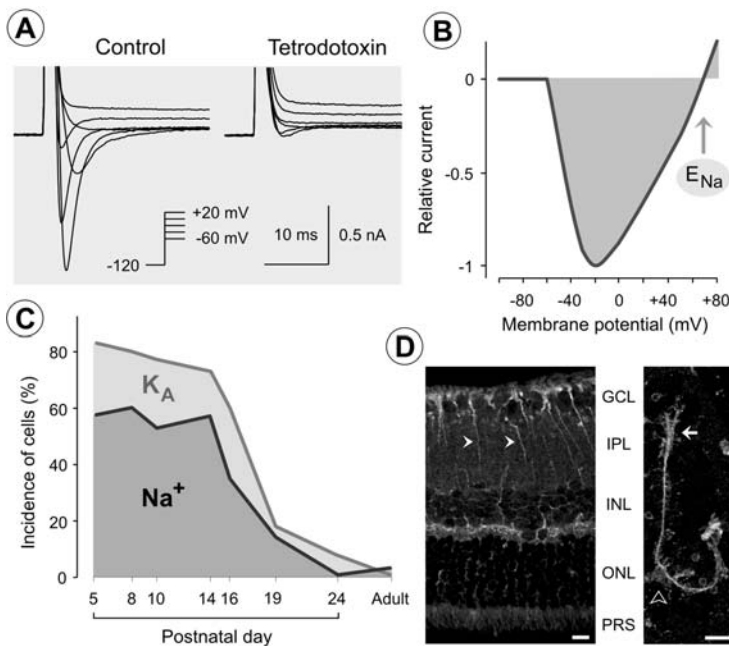 A
Control
Tetrodotoxin
+20 mV
-60 mV
-120
10 ms
0.5 nA
B
Relative current
0
-0.5
-1
E_Na
-80 -40 0 +40 +80
Membrane potential (mV)
C
Incidence of cells (%)
80
60
40
20
0
K_A
Na⁺
5 8 10 14 16 19 24 Adult
Postnatal day
D
GCL
IPL
INL
ONL
PRS